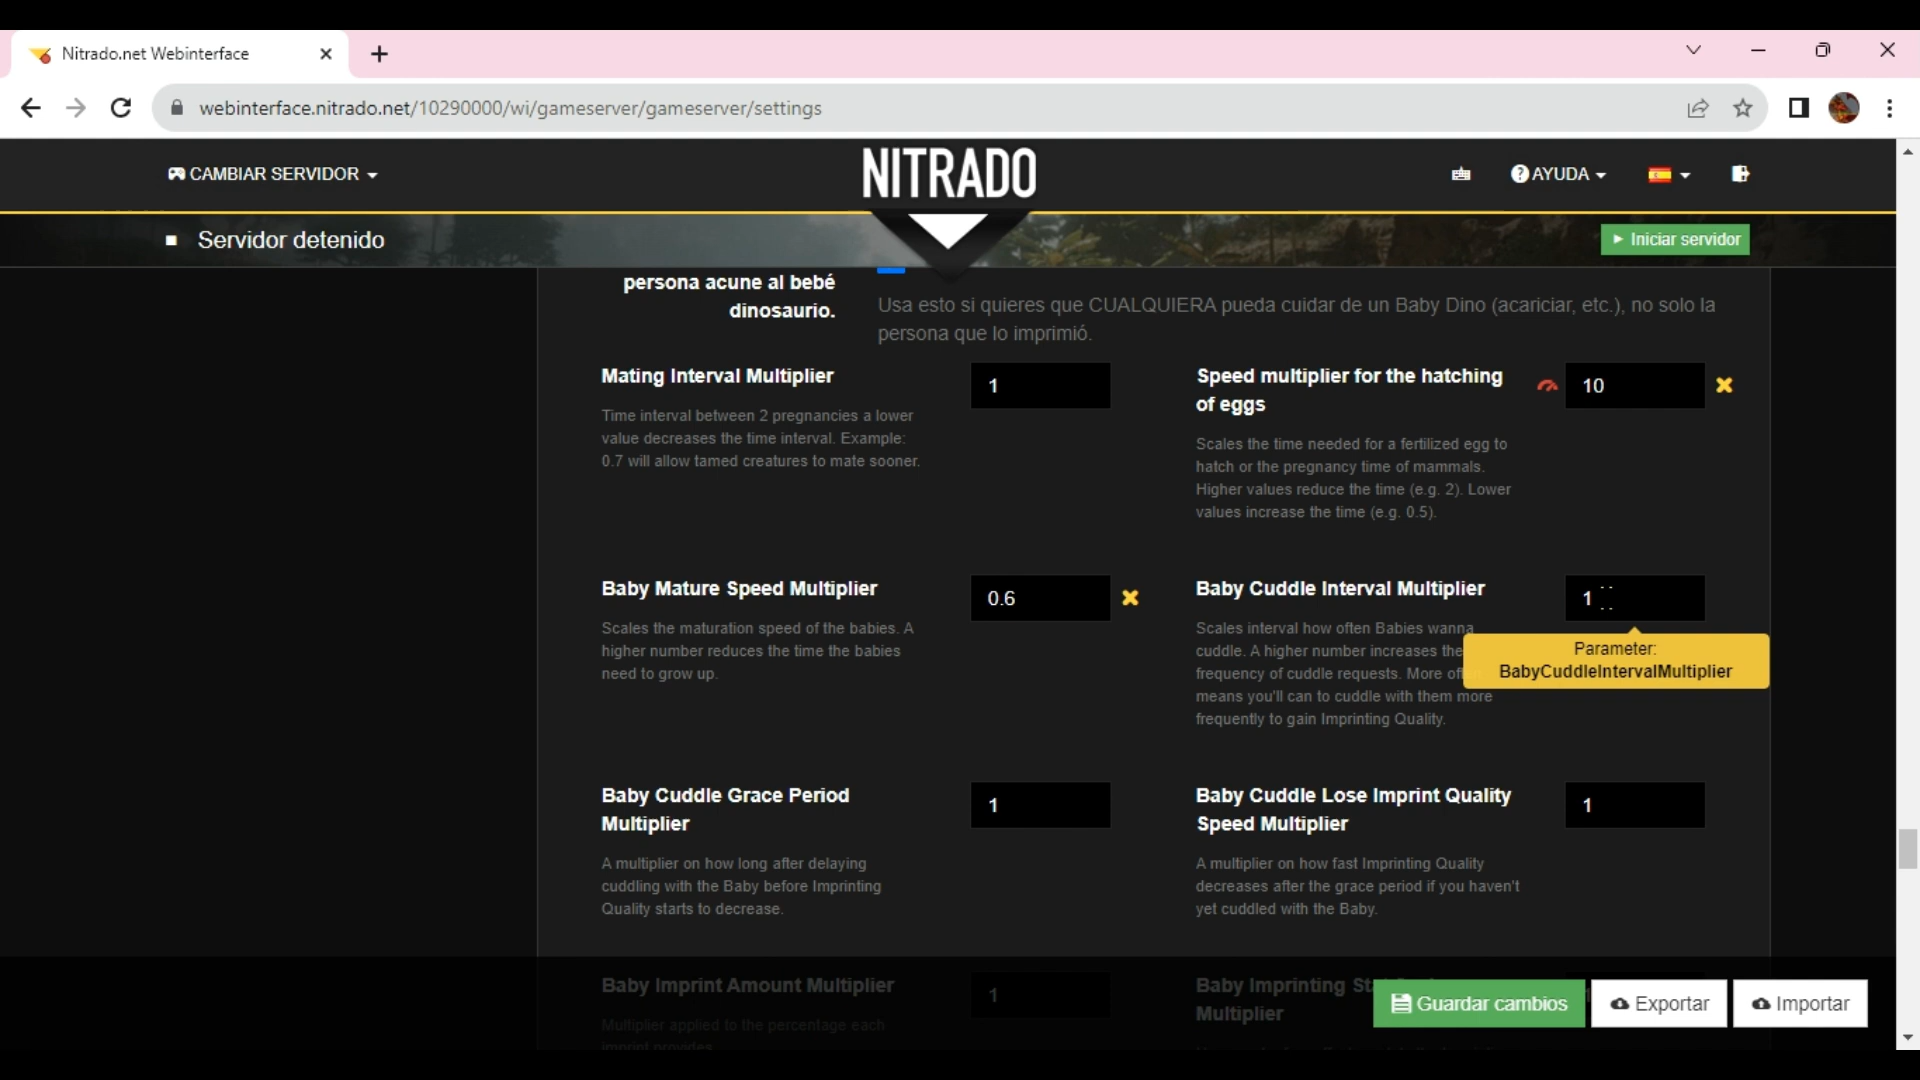 Nitrado.net Webinterface
webinterface.nitrado.net/10290000/wi/gameserver/gameserver/settings
CAMBIAR SERVIDOR
NITRADO
AYUDA
Servidor detenido
Iniciar servidor
persona acune al bebé
dinosaurio.
Usa esto si quieres que CUALQUIERA pueda cuidar de un Baby Dino (acariciar, etc.), no solo la
persona que lo imprimió.
Mating Interval Multiplier
1
Time interval between 2 pregnancies a lower
value decreases the time interval. Example:
0.7 will allow tamed creatures to mate sooner.
Speed multiplier for the hatching
of eggs
10
Scales the time needed for a fertilized egg to
hatch or the pregnancy time of mammals.
Higher values reduce the time (e.g. 2). Lower
values increase the time (e.g. 0.5).
Baby Mature Speed Multiplier
0.6
Scales the maturation speed of the babies. A
higher number reduces the time the babies
need to grow up.
Baby Cuddle Interval Multiplier
1
Scales interval how often Babies wanna
cuddle. A higher number increases the
frequency of cuddle requests. More often
means you'll can to cuddle with them more
frequently to gain Imprinting Quality.
Parameter:
BabyCuddleIntervalMultiplier
Baby Cuddle Grace Period
Multiplier
1
A multiplier on how long after delaying
cuddling with the Baby before Imprinting
Quality starts to decrease.
Baby Cuddle Lose Imprint Quality
Speed Multiplier
1
A multiplier on how fast Imprinting Quality
decreases after the grace period if you haven't
yet cuddled with the Baby.
Baby Imprint Amount Multiplier
1
Multiplier applied to the percentage each
imprint provides
Baby Imprinting
Multiplier
Guardar cambios
Exportar
Importar